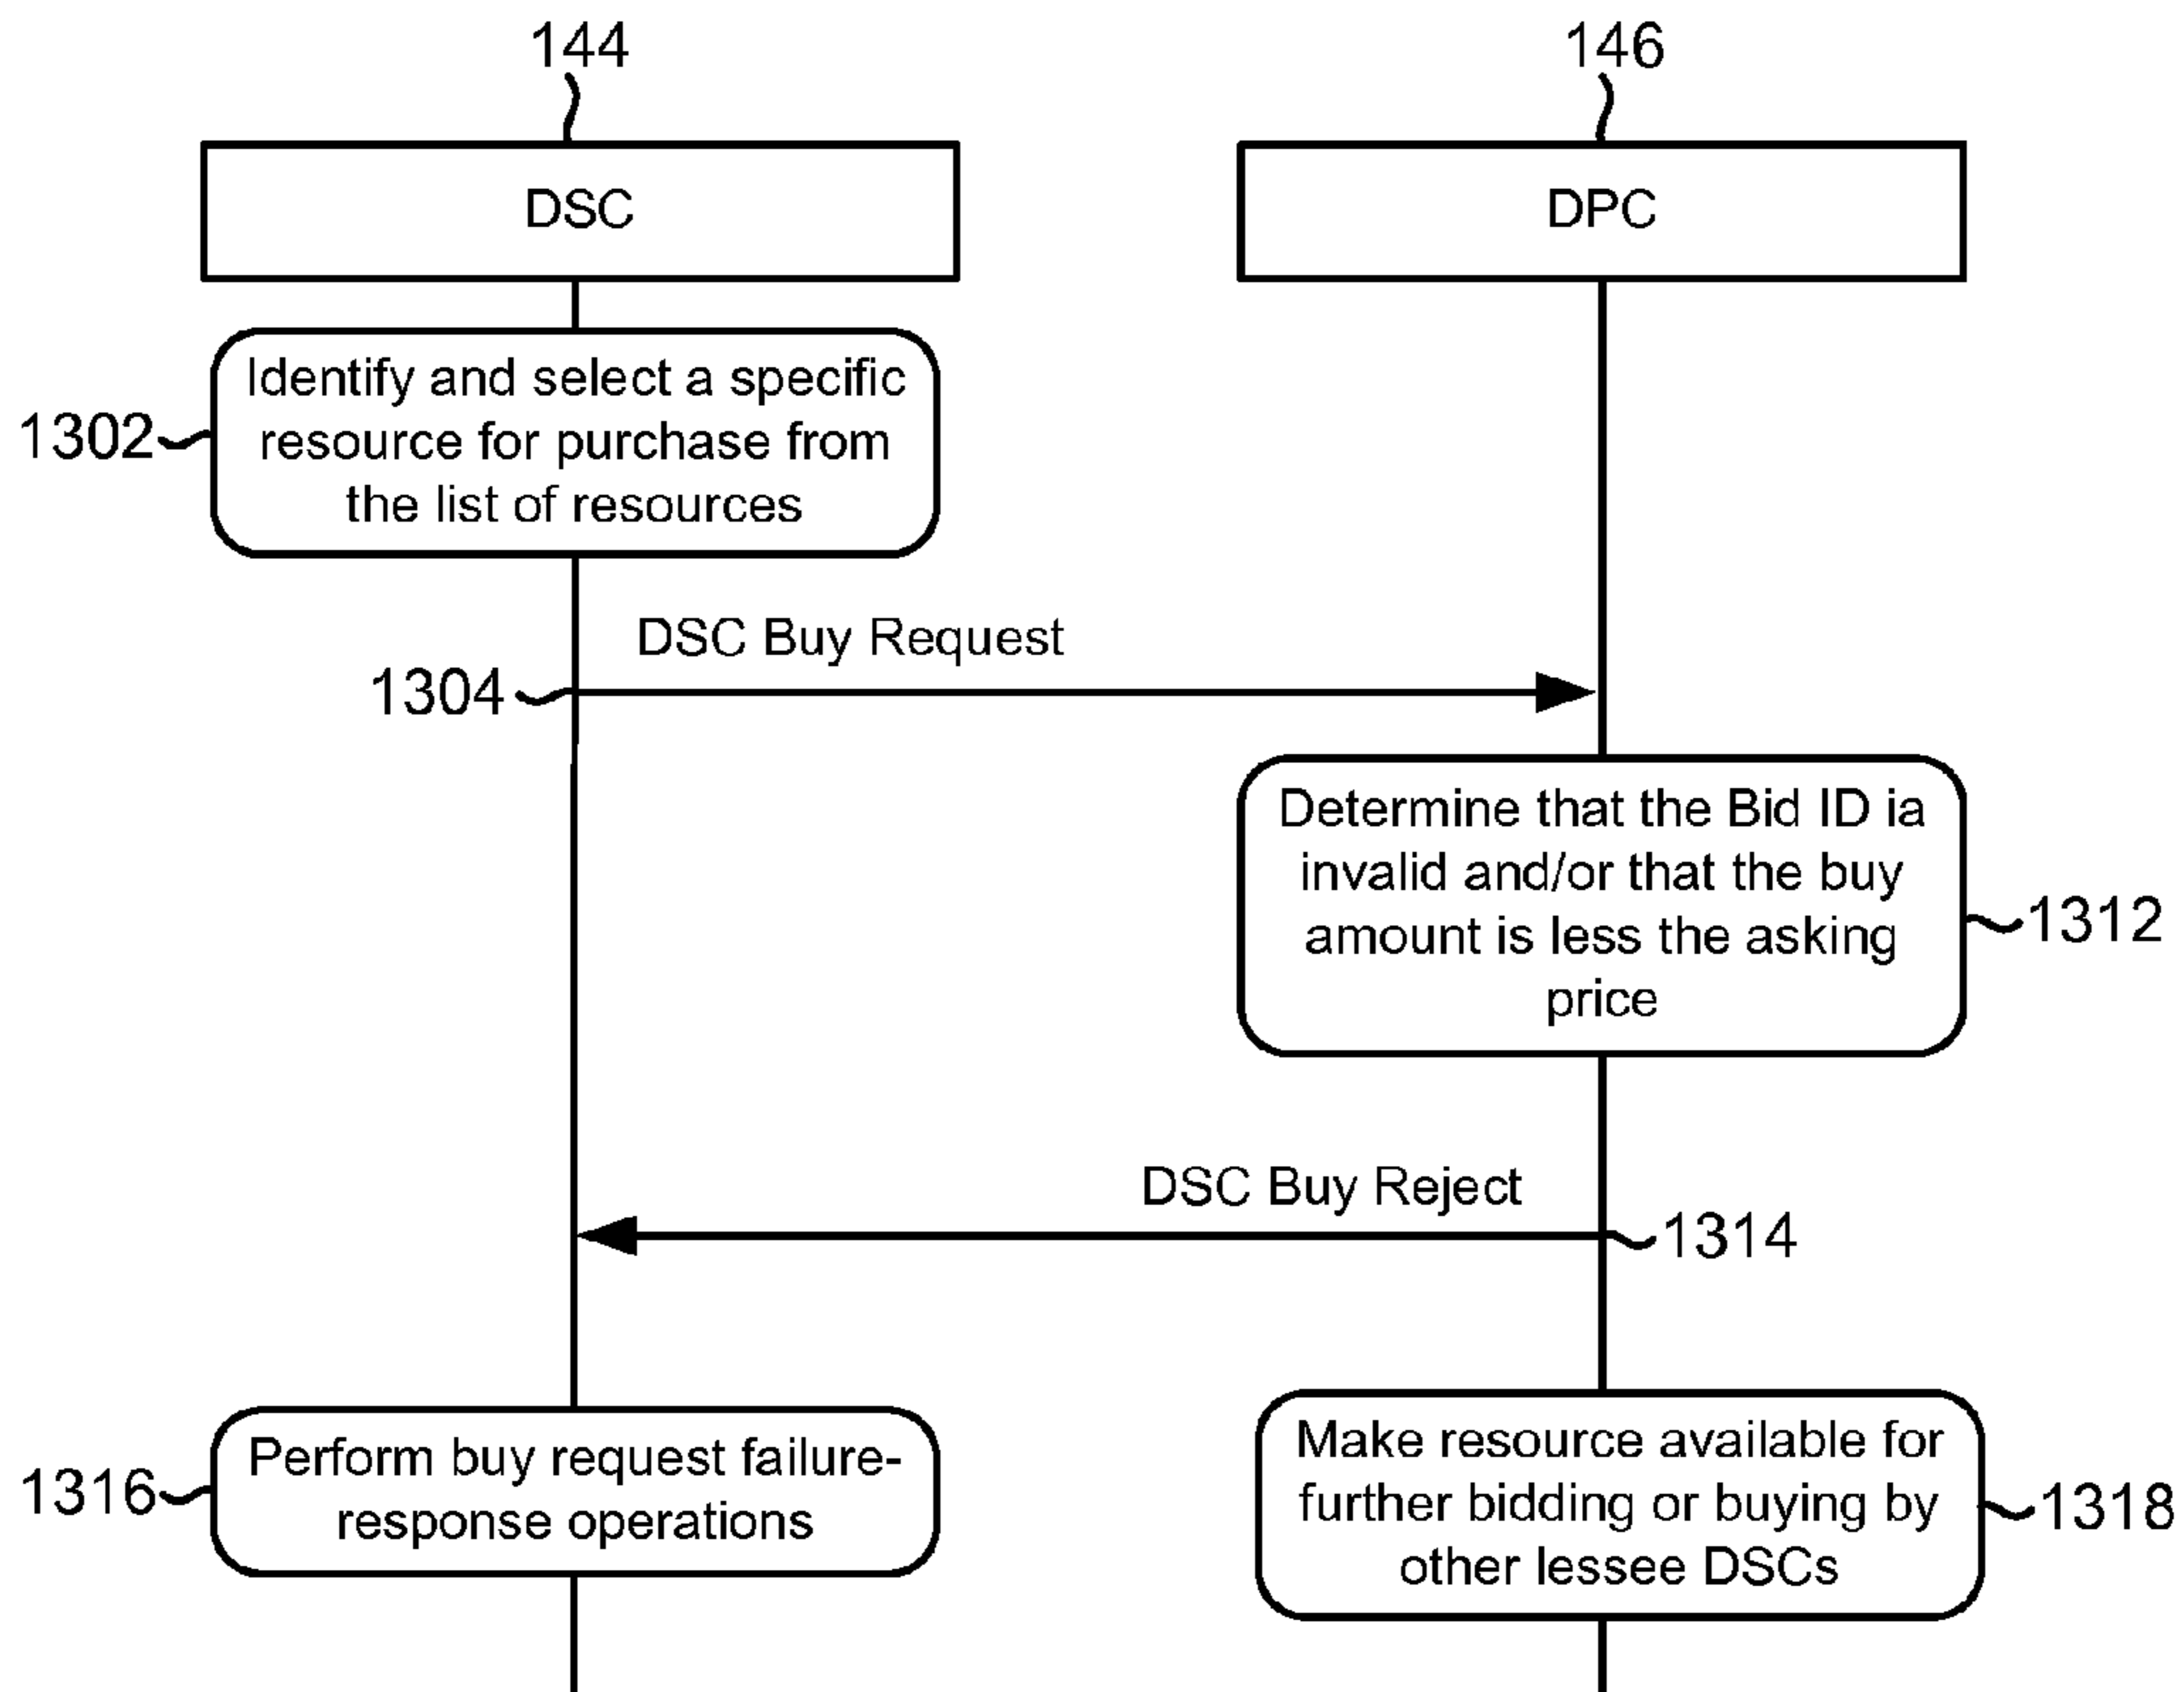 144
146
DSC
DPC
Identify and select a specific
resource for purchase from
the list of resources
1302
DSC Buy Request
1304
Determine that the Bid ID ia
invalid and/or that the buy
amount is less the asking
price
1312
DSC Buy Reject
1314
Perform buy request failure-
response operations
1316
Make resource available for
further bidding or buying by
other lessee DSCs
1318